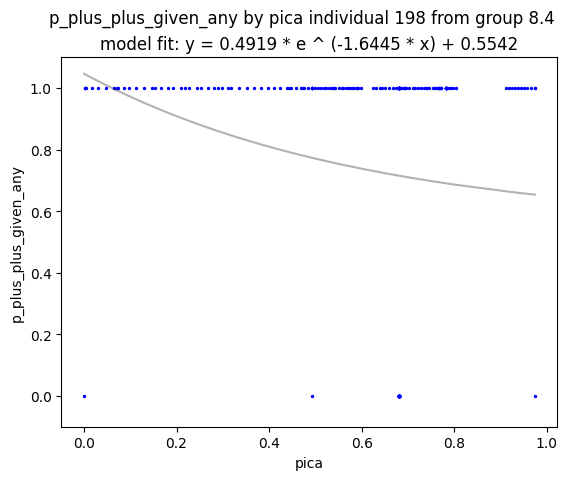 p_plus_plus_given_any by pica individual 198 from group 8.4
model fit: y = 0.4919 * e ^ (-1.6445 * x) + 0.5542
p_plus_plus_given_any
1.0
0.8
0.6
0.4
0.2
0.0
0.0 0.2 0.4 0.6 0.8 1.0
pica